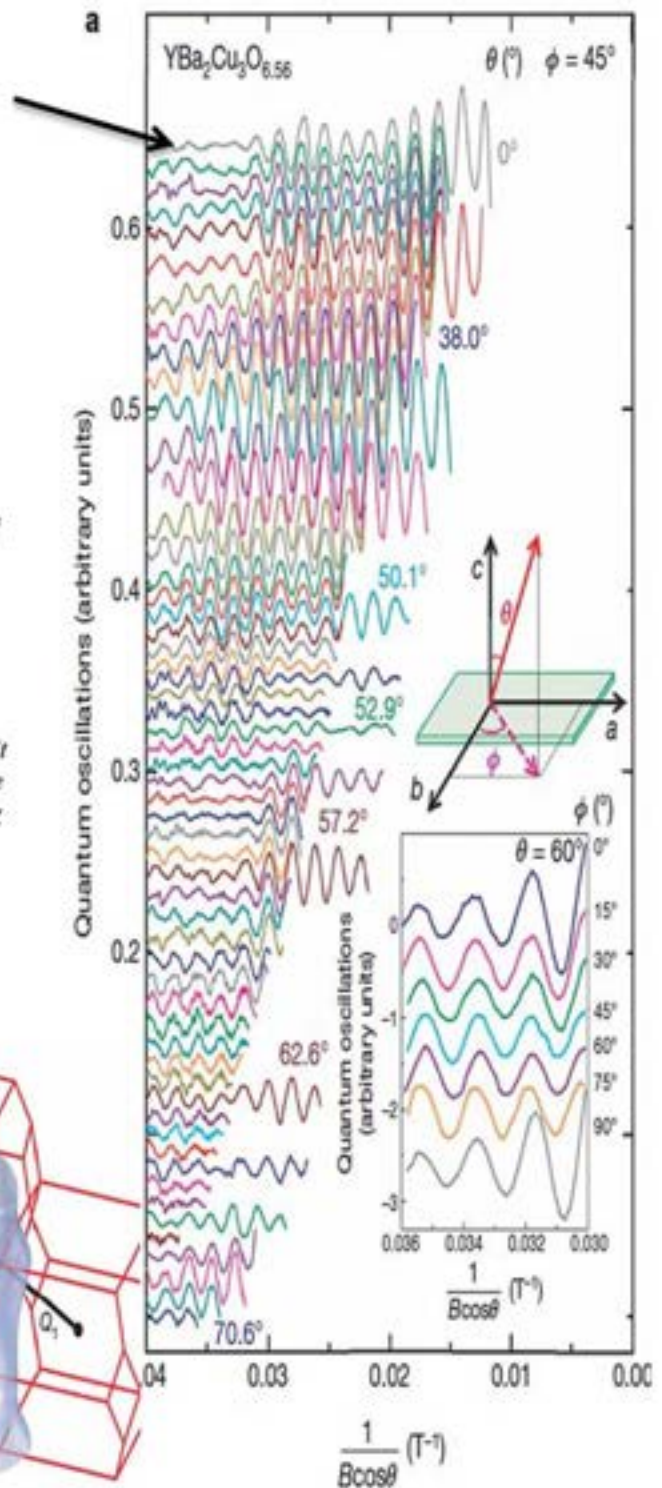 a
YBa₂Cu₃O₆.₅₆ θ (°) ϕ = 45°
0°
0.6
38.0°
0.5
Quantum oscillations (arbitrary units)
0.4
50.1°
c
θ
a
b
ϕ
52.9°
0.3
57.2°
ϕ (°)
θ = 60°
0°
15°
30°
45°
60°
75°
90°
0
-1
-2
-3
Quantum oscillations
(arbitrary units)
0.036 0.034 0.032 0.030
1
Bcosθ (T⁻¹)
0.2
62.6°
Q₁
70.6°
04 0.03 0.02 0.01 0.00
1
Bcosθ (T⁻¹)